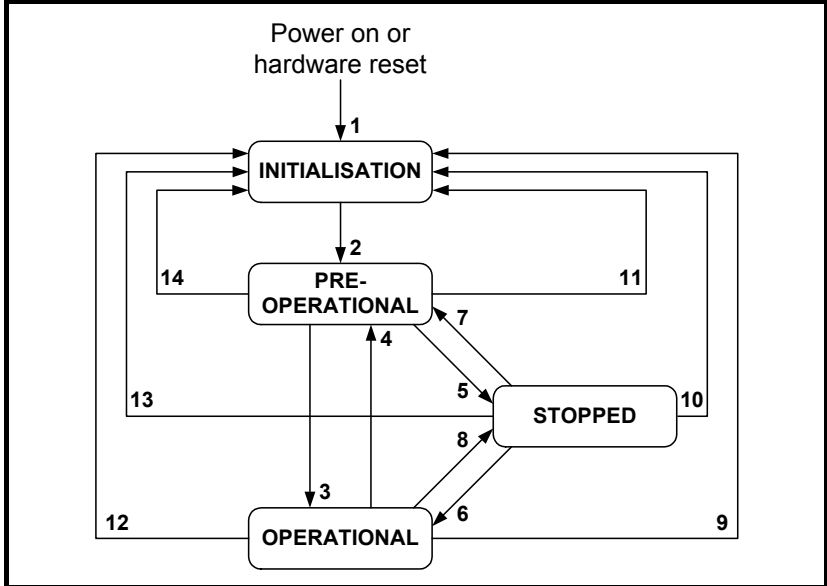 Power on or
hardware reset
1
INITIALISATION
2
14
PRE-
OPERATIONAL
11
4
7
5
13
STOPPED
10
8
3
6
12
OPERATIONAL
9